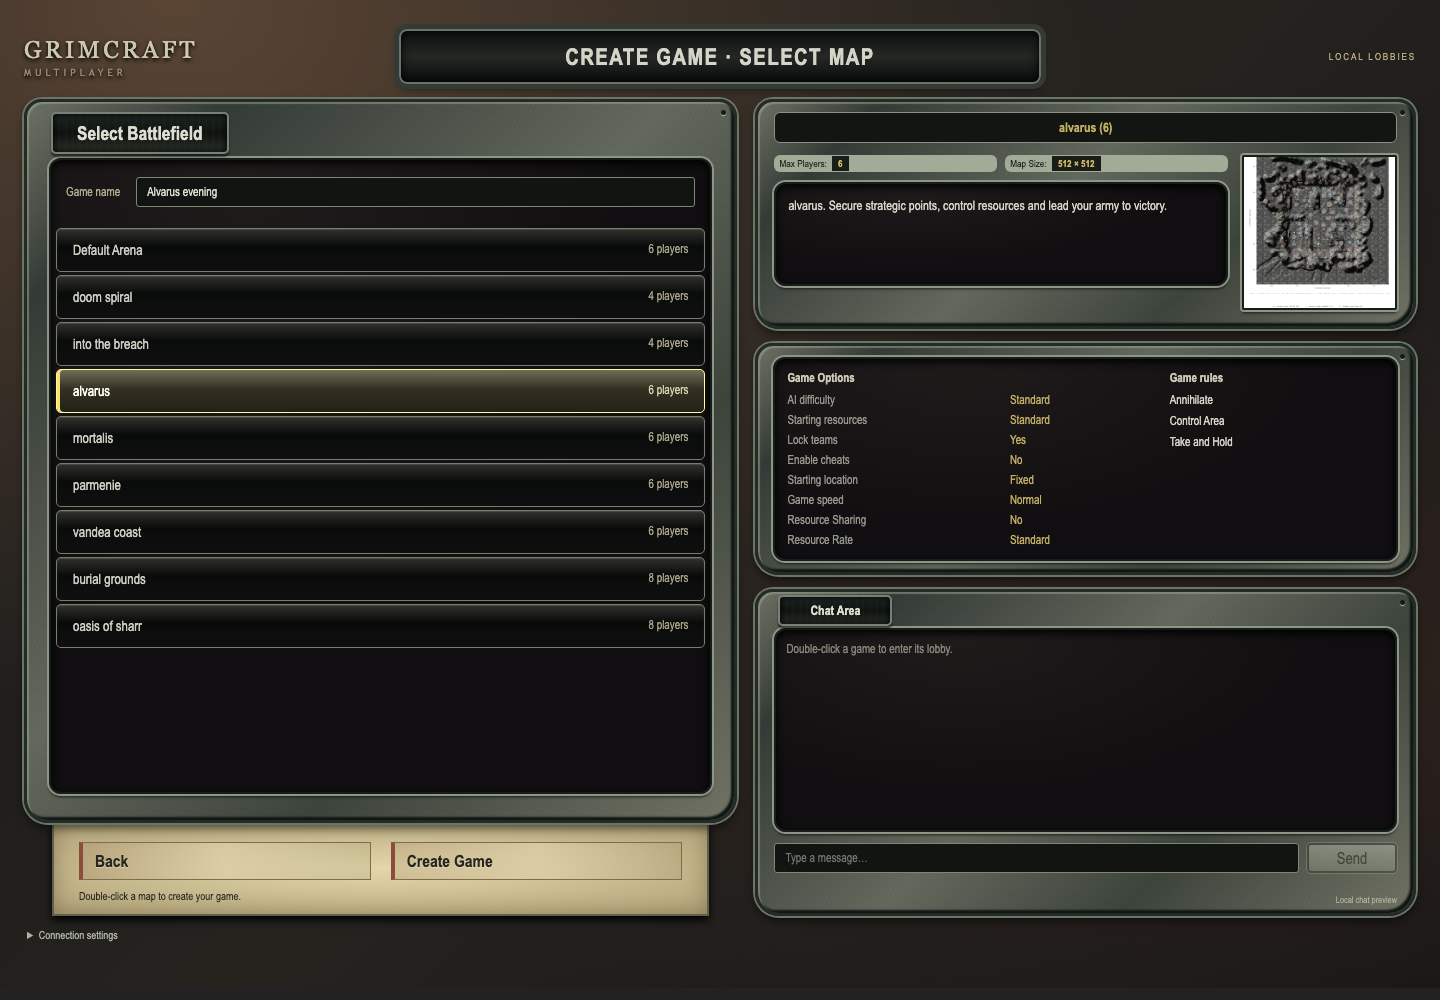 GRIMCRAFT
MULTIPLAYER
CREATE GAME · SELECT MAP
LOCAL LOBBIES
Select Battlefield
Game name
Alvarus evening
Default Arena 6 players
doom spiral 4 players
into the breach 4 players
alvarus 6 players
mortalis 6 players
parmenie 6 players
vandea coast 6 players
burial grounds 8 players
oasis of sharr 8 players
Back
Create Game
Double-click a map to create your game.
► Connection settings
alvarus (6)
Max Players: 6
Map Size: 512 × 512
alvarus. Secure strategic points, control resources and lead your army to victory.
Game Options
AI difficulty Standard
Starting resources Standard
Lock teams Yes
Enable cheats No
Starting location Fixed
Game speed Normal
Resource Sharing No
Resource Rate Standard
Game rules
Annihilate
Control Area
Take and Hold
Chat Area
Double-click a game to enter its lobby.
Type a message...
Send
Local chat preview